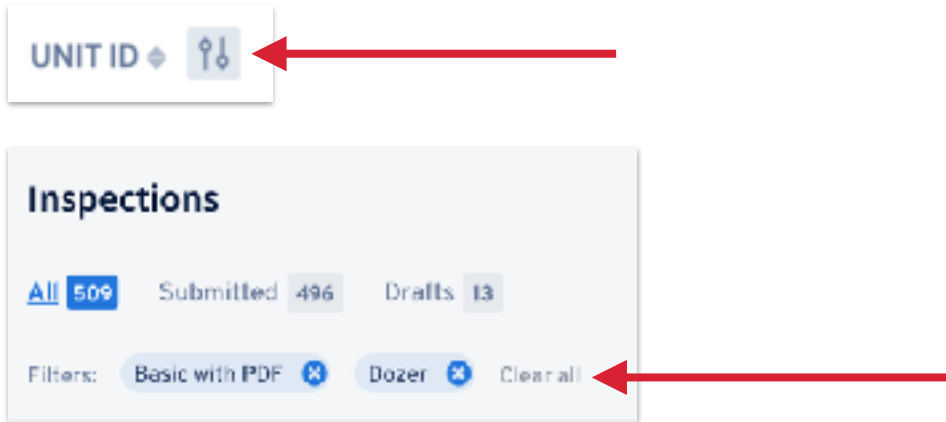 UNIT ID
Inspections
All 509 Submitted 496 Drafts 13
Filters: Basic with PDF Dozer Clear all